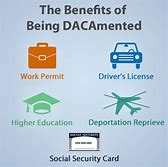 The Benefits of
Being DACAmented
Work Permit
Driver's License
Higher Education
Deportation Reprieve
Social Security Card